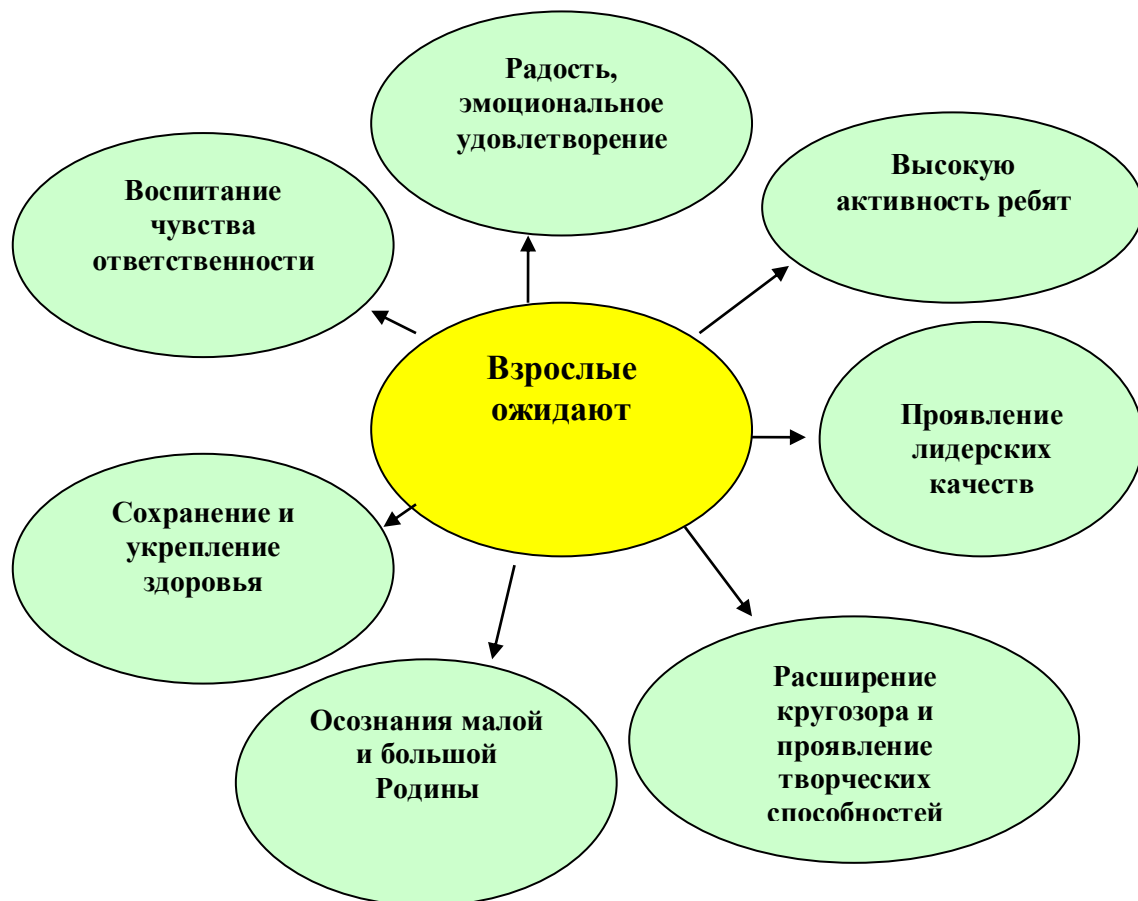 Радость,
эмоциональное
удовлетворение
Высокую
активность ребят
Воспитание
чувства
ответственности
Взрослые
ожидают
Проявление
лидерских
качеств
Сохранение и
укрепление
здоровья
Расширение
кругозора и
проявление
творческих
способностей
Осознания малой
и большой
Родины